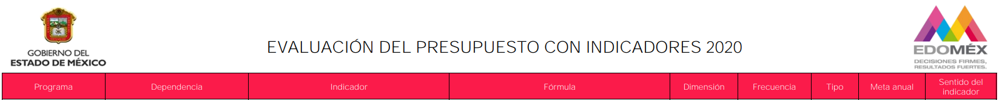 GOBIERNO DEL
ESTADO DE MÉXICO
EVALUACIÓN DEL PRESUPUESTO CON INDICADORES 2020
EDOMÉX
DECISIONES FIRMES,
RESULTADOS FUERTES.
Programa Dependencia Indicador Fórmula Dimensión Frecuencia Tipo Meta anual Sentido del
indicador